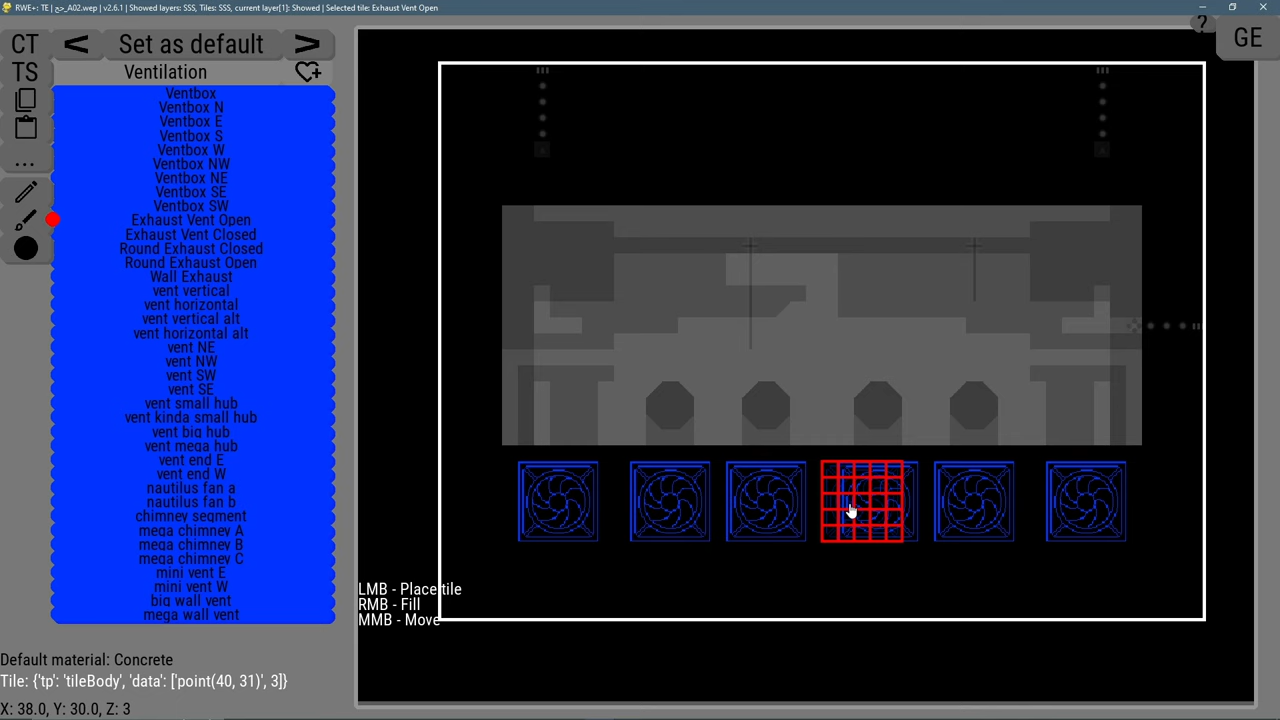 RWE+: TE | حج_A02.wep | v2.6.1 | Showed layers: SSS, Tiles: SSS, current layer[1]: Showed | Selected tile: Exhaust Vent Open
CT
<
Set as default
>
?
GE
TS
Ventilation
Ventbox
Ventbox N
Ventbox E
Ventbox S
Ventbox W
Ventbox NW
Ventbox NE
Ventbox SE
Ventbox SW
Exhaust Vent Open
Exhaust Vent Closed
Round Exhaust Closed
Round Exhaust Open
Wall Exhaust
vent vertical
vent horizontal
vent vertical alt
vent horizontal alt
vent NE
vent NW
vent SW
vent SE
vent small hub
vent kinda small hub
vent big hub
vent mega hub
vent end E
vent end W
nautilus fan a
nautilus fan b
chimney segment
mega chimney A
mega chimney B
mega chimney C
mini vent E
mini vent W
big wall vent
mega wall vent
...
LMB - Place tile
RMB - Fill
MMB - Move
Default material: Concrete
Tile: {'tp': 'tileBody', 'data': ['point(40, 31)', 3]}
X: 38.0, Y: 30.0, Z: 3